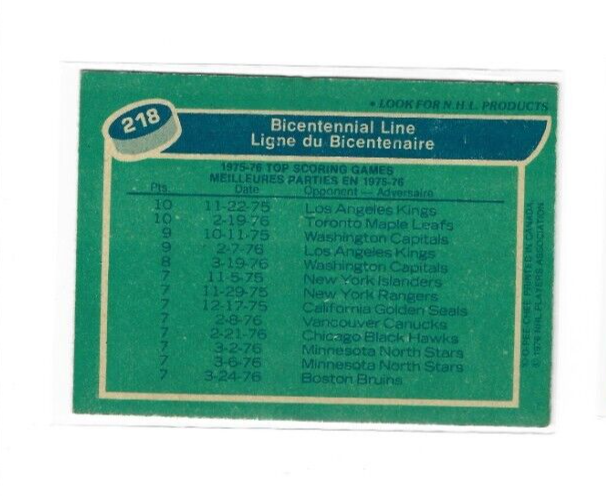 • LOOK FOR N.H.L. PRODUCTS
218
Bicentennial Line
Ligne du Bicentenaire
1975-76 TOP SCORING GAMES
MEILLEURES PARTIES EN 1975-76
Pts. Date Opponent — Adversaire
10 11-22-75 Los Angeles Kings
10 2-19-76 Toronto Maple Leafs
9 10-11-75 Washington Capitals
9 2-7-76 Los Angeles Kings
8 3-19-76 Washington Capitals
7 11-5-75 New York Islanders
7 11-29-75 New York Rangers
7 12-17-75 California Golden Seals
7 2-8-76 Vancouver Canucks
7 2-21-76 Chicago Black Hawks
7 3-2-76 Minnesota North Stars
7 3-6-76 Minnesota North Stars
7 3-24-76 Boston Bruins
O-PEE-CHEE PRINTED IN CANADA
© 1976 NHL PLAYERS ASSOCIATION